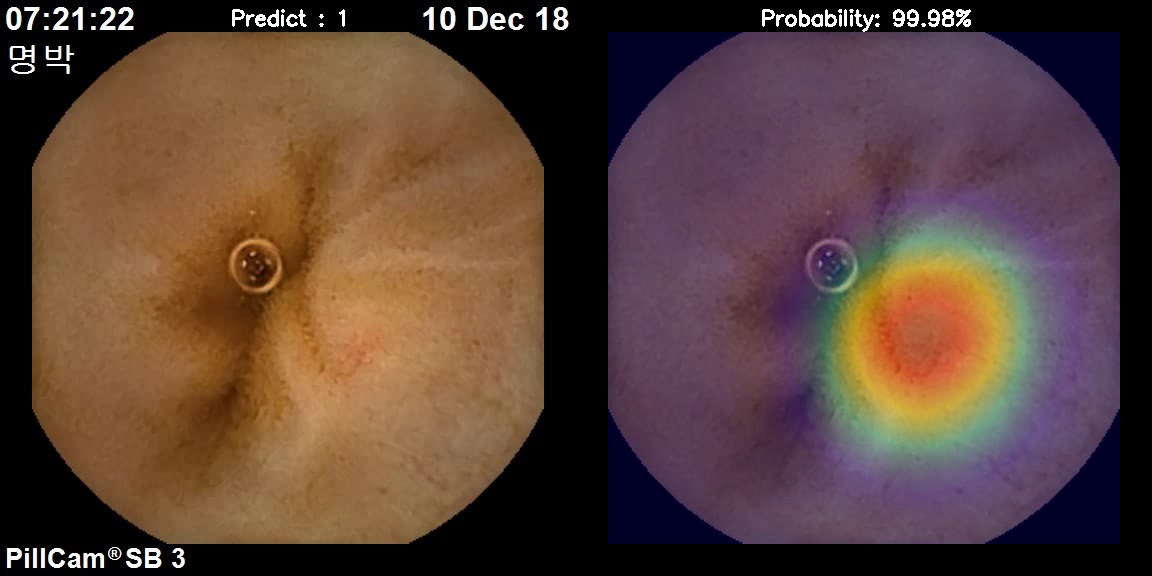 07:21:22
Predict : 1
10 Dec 18
Probability: 99.98%
명박
PillCam® SB 3